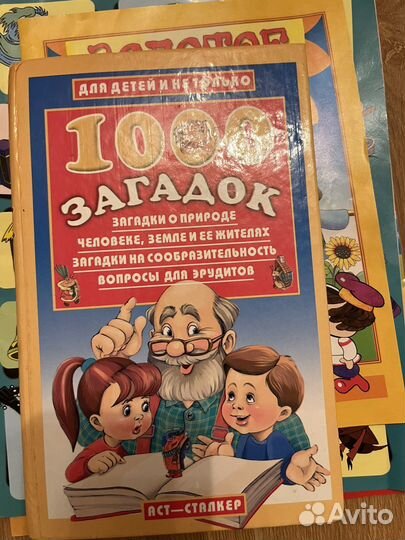 ДЛЯ ДЕТЕЙ И НЕ ТОЛЬКО
1000
ЗАГАДОК
ЗАГАДКИ О ПРИРОДЕ
ЧЕЛОВЕКЕ, ЗЕМЛЕ И ЕЕ ЖИТЕЛЯХ
ЗАГАДКИ НА СООБРАЗИТЕЛЬНОСТЬ
ВОПРОСЫ ДЛЯ ЭРУДИТОВ
АСТ—СТАЛКЕР
Avito